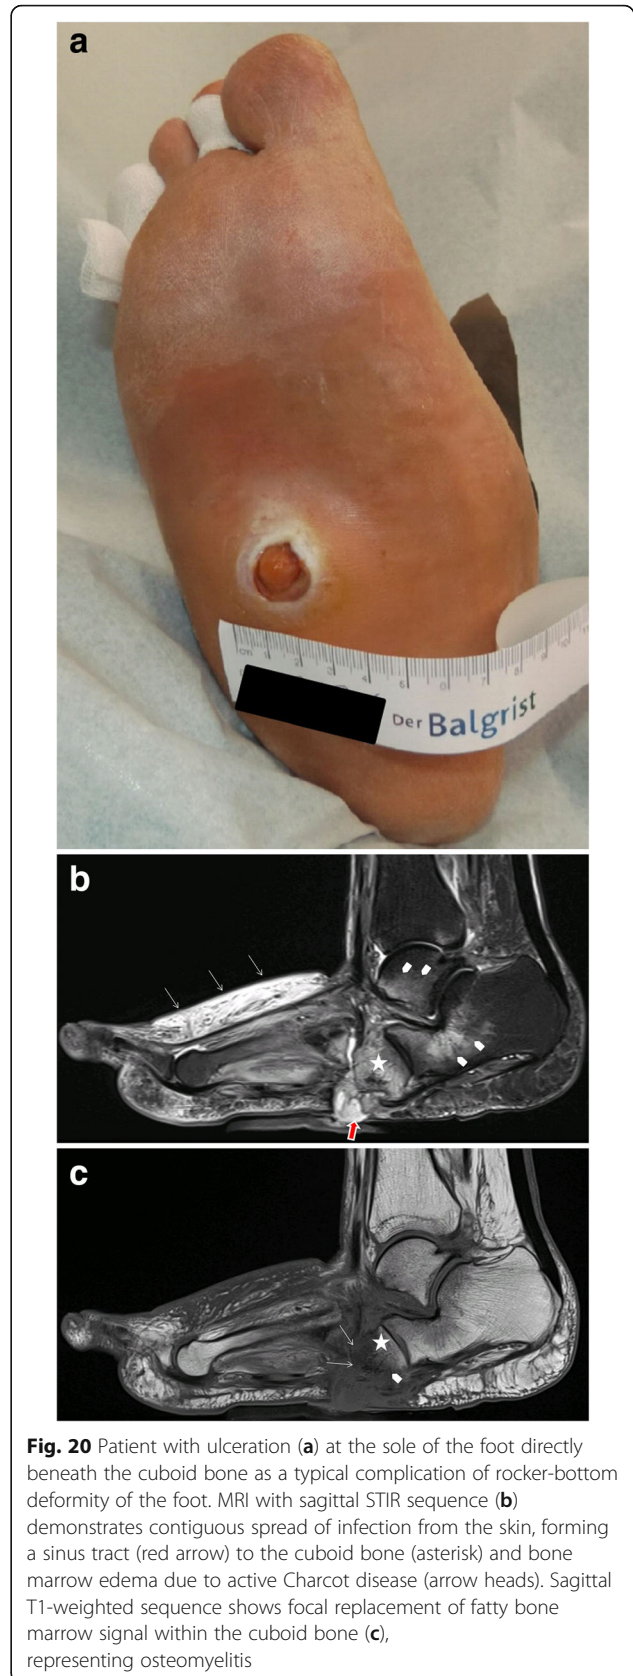 a
cm
Der Balgrist
b
c
Fig. 20 Patient with ulceration (a) at the sole of the foot directly
beneath the cuboid bone as a typical complication of rocker-bottom
deformity of the foot. MRI with sagittal STIR sequence (b)
demonstrates contiguous spread of infection from the skin, forming
a sinus tract (red arrow) to the cuboid bone (asterisk) and bone
marrow edema due to active Charcot disease (arrow heads). Sagittal
T1-weighted sequence shows focal replacement of fatty bone
marrow signal within the cuboid bone (c),
representing osteomyelitis